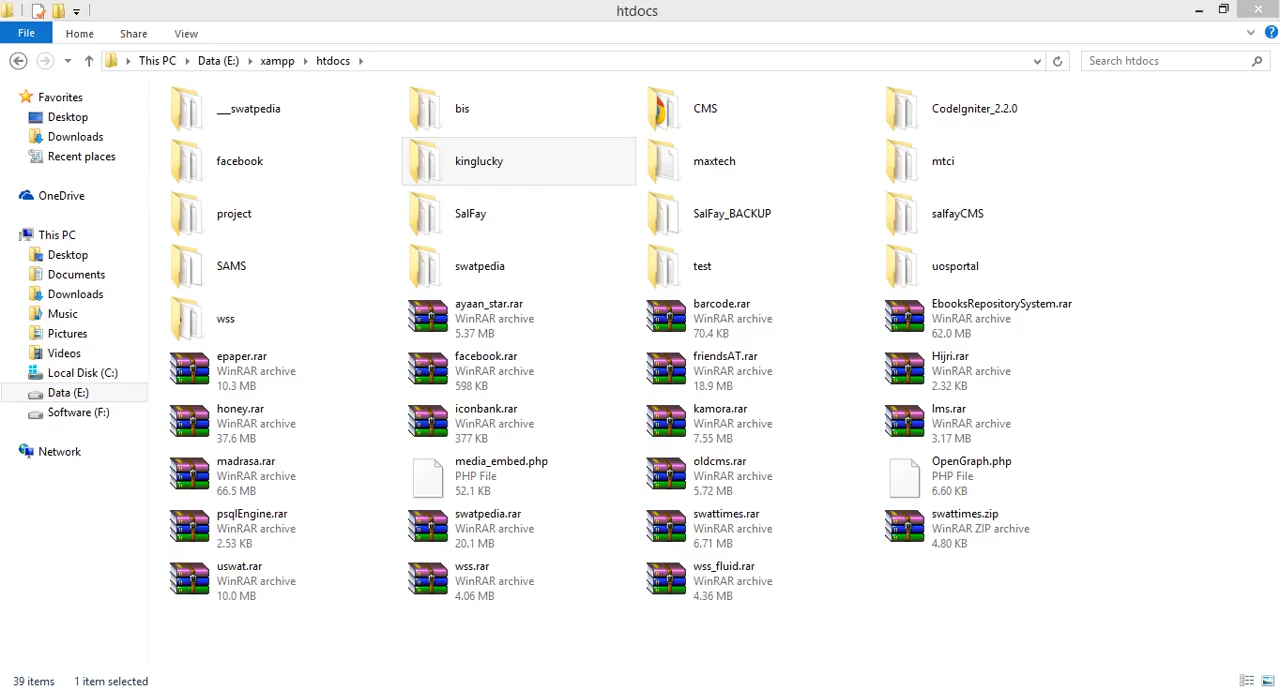 htdocs
File
Home
Share
View
This PC
Data (E:)
xampp
htdocs
Search htdocs
Favorites
Desktop
Downloads
Recent places
OneDrive
This PC
Desktop
Documents
Downloads
Music
Pictures
Videos
Local Disk (C:)
Data (E:)
Software (F:)
Network
__swatpedia
bis
CMS
CodeIgniter_2.2.0
facebook
kinglucky
maxtech
mtci
project
SalFay
SalFay_BACKUP
salfayCMS
SAMS
swatpedia
test
uosportal
wss
ayaan_star.rar
WinRAR archive
5.37 MB
barcode.rar
WinRAR archive
70.4 KB
EbooksRepositorySystem.rar
WinRAR archive
62.0 MB
epaper.rar
WinRAR archive
10.3 MB
facebook.rar
WinRAR archive
598 KB
friendsAT.rar
WinRAR archive
18.9 MB
Hijri.rar
WinRAR archive
2.32 KB
honey.rar
WinRAR archive
37.6 MB
iconbank.rar
WinRAR archive
377 KB
kamora.rar
WinRAR archive
7.55 MB
lms.rar
WinRAR archive
3.17 MB
madrasa.rar
WinRAR archive
66.5 MB
media_embed.php
PHP File
52.1 KB
oldcms.rar
WinRAR archive
5.72 MB
OpenGraph.php
PHP File
6.60 KB
psqlEngine.rar
WinRAR archive
2.53 KB
swatpedia.rar
WinRAR archive
20.1 MB
swattimes.rar
WinRAR archive
6.71 MB
swattimes.zip
WinRAR ZIP archive
4.80 KB
uswat.rar
WinRAR archive
10.0 MB
wss.rar
WinRAR archive
4.06 MB
wss_fluid.rar
WinRAR archive
4.36 MB
39 items
1 item selected